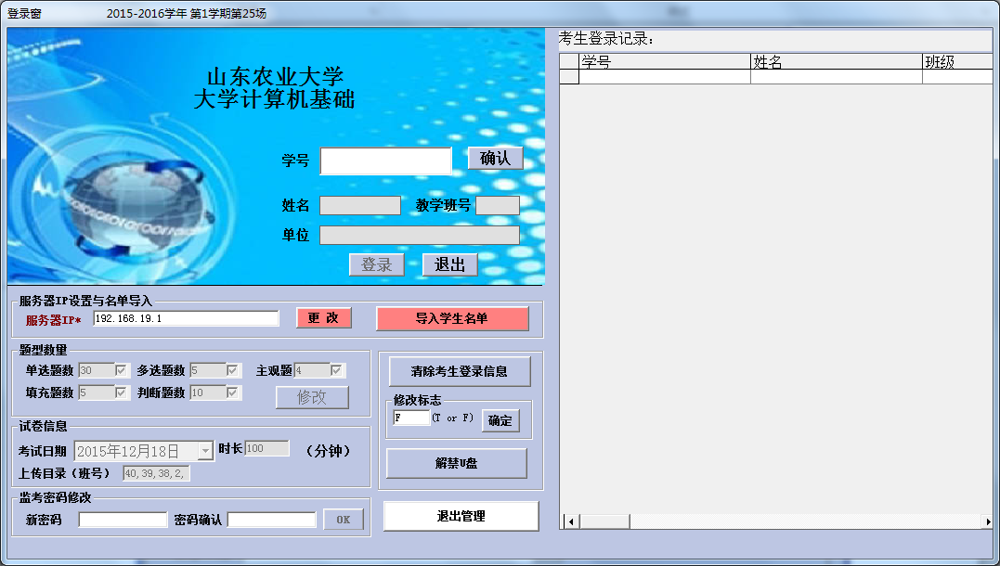 登录窗 2015-2016学年 第1学期第25场
山东农业大学
大学计算机基础
学号 确认
姓名 教学班号
单位
登录 退出
服务器IP设置与名单导入
服务器IP* 192.168.19.1 更 改 导入学生名单
题型数量
单选题数 30 多选题数 5 主观题 4
填充题数 5 判断题数 10 修改
试卷信息
考试日期 2015年12月18日 时长 100 （分钟）
上传目录（班号） 40,39,38,2,
监考密码修改
新密码 密码确认 OK
清除考生登录信息
修改标志
F (T or F) 确定
解禁U盘
退出管理
考生登录记录:
学号 姓名 班级